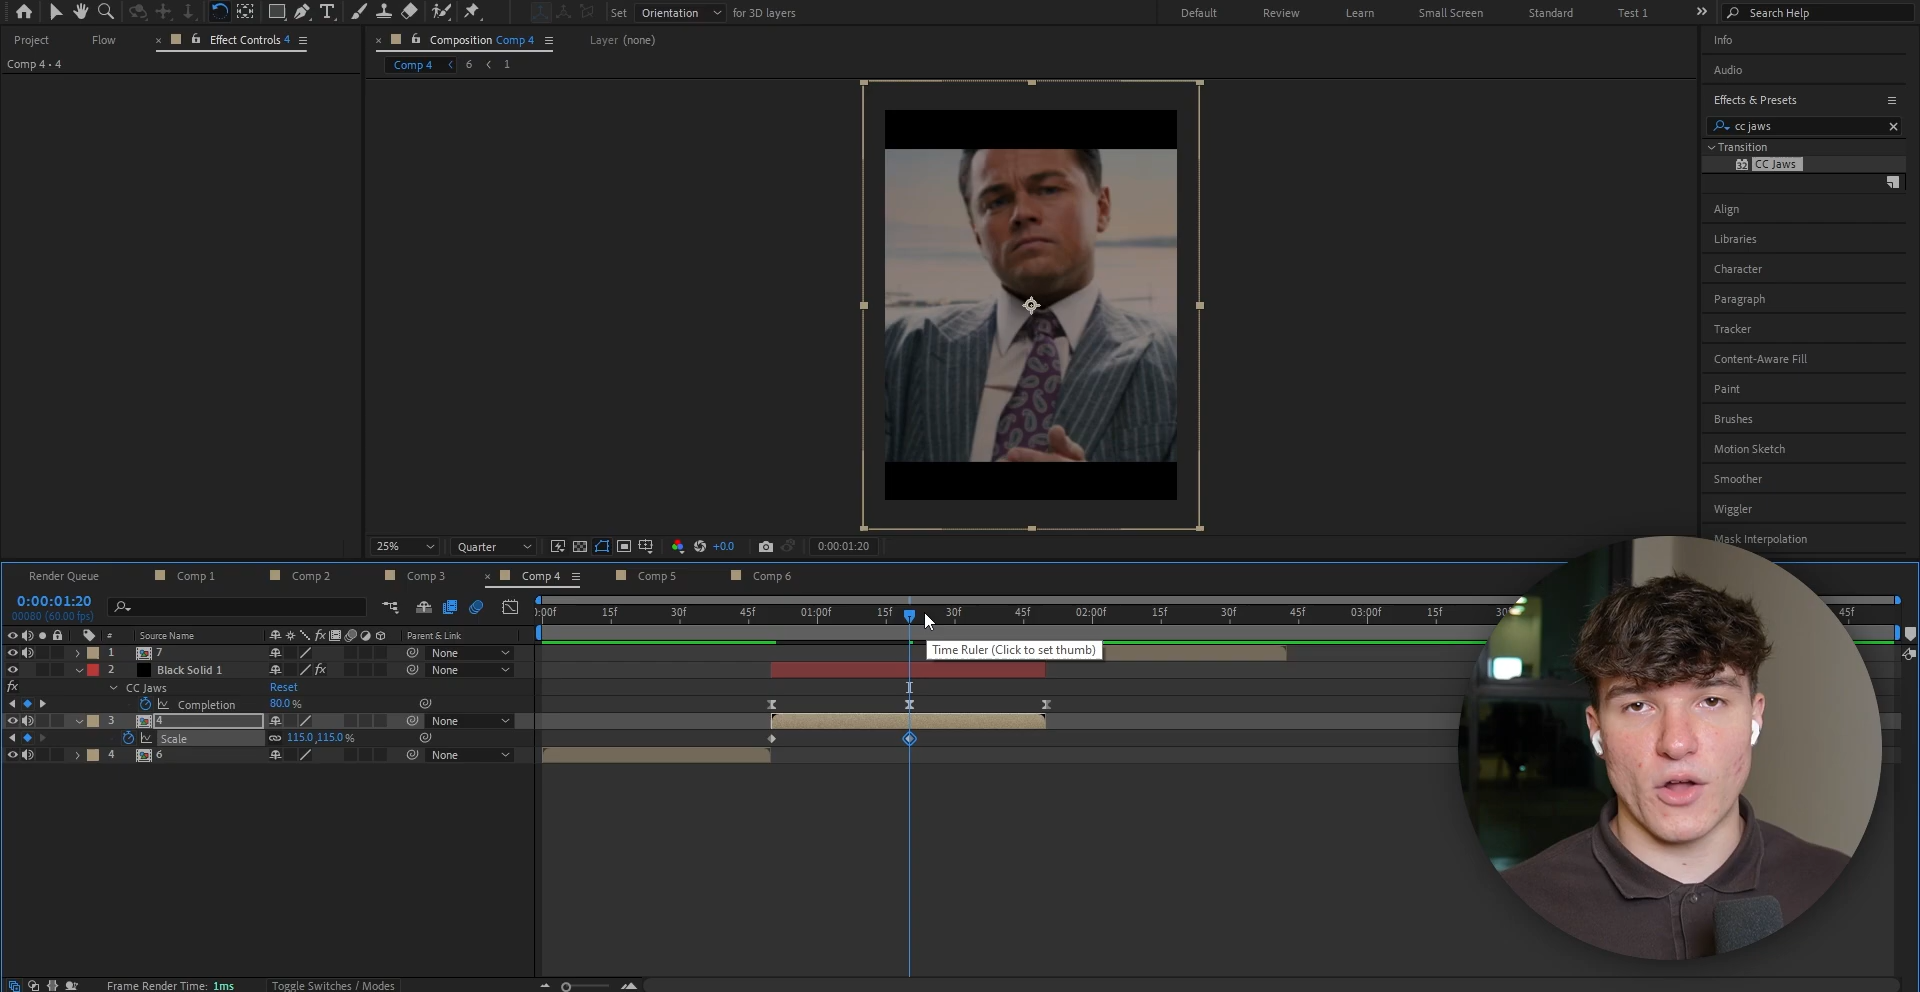 Set Orientation for 3D layers Default Review Learn Small Screen Standard Test 1 Search Help
Project Flow × Effect Controls 4 × Composition Comp 4 Layer (none)
Comp 4 • 4
Comp 4 6 1
Info
Audio
Effects & Presets
cc jaws
Transition
32 CC Jaws
Align
Libraries
Character
Paragraph
Tracker
Content-Aware Fill
Paint
Brushes
Motion Sketch
Smoother
Wiggler
Mask Interpolation
25% Quarter +0.0 0:00:01:20
Render Queue Comp 1 Comp 2 Comp 3 × Comp 4 Comp 5 Comp 6
0:00:01:20
00080 (60.00 fps)
:00f 15f 30f 45f 01:00f 15f 30f 45f 02:00f 15f 30f 45f 03:00f 15f 30 45f
# Source Name fx Parent & Link
1 7 None
Time Ruler (Click to set thumb)
2 Black Solid 1 fx None
fx CC Jaws Reset
Completion 80.0 %
3 4 None
Scale 115.0,115.0 %
4 6 None
Frame Render Time: 1ms Toggle Switches / Modes